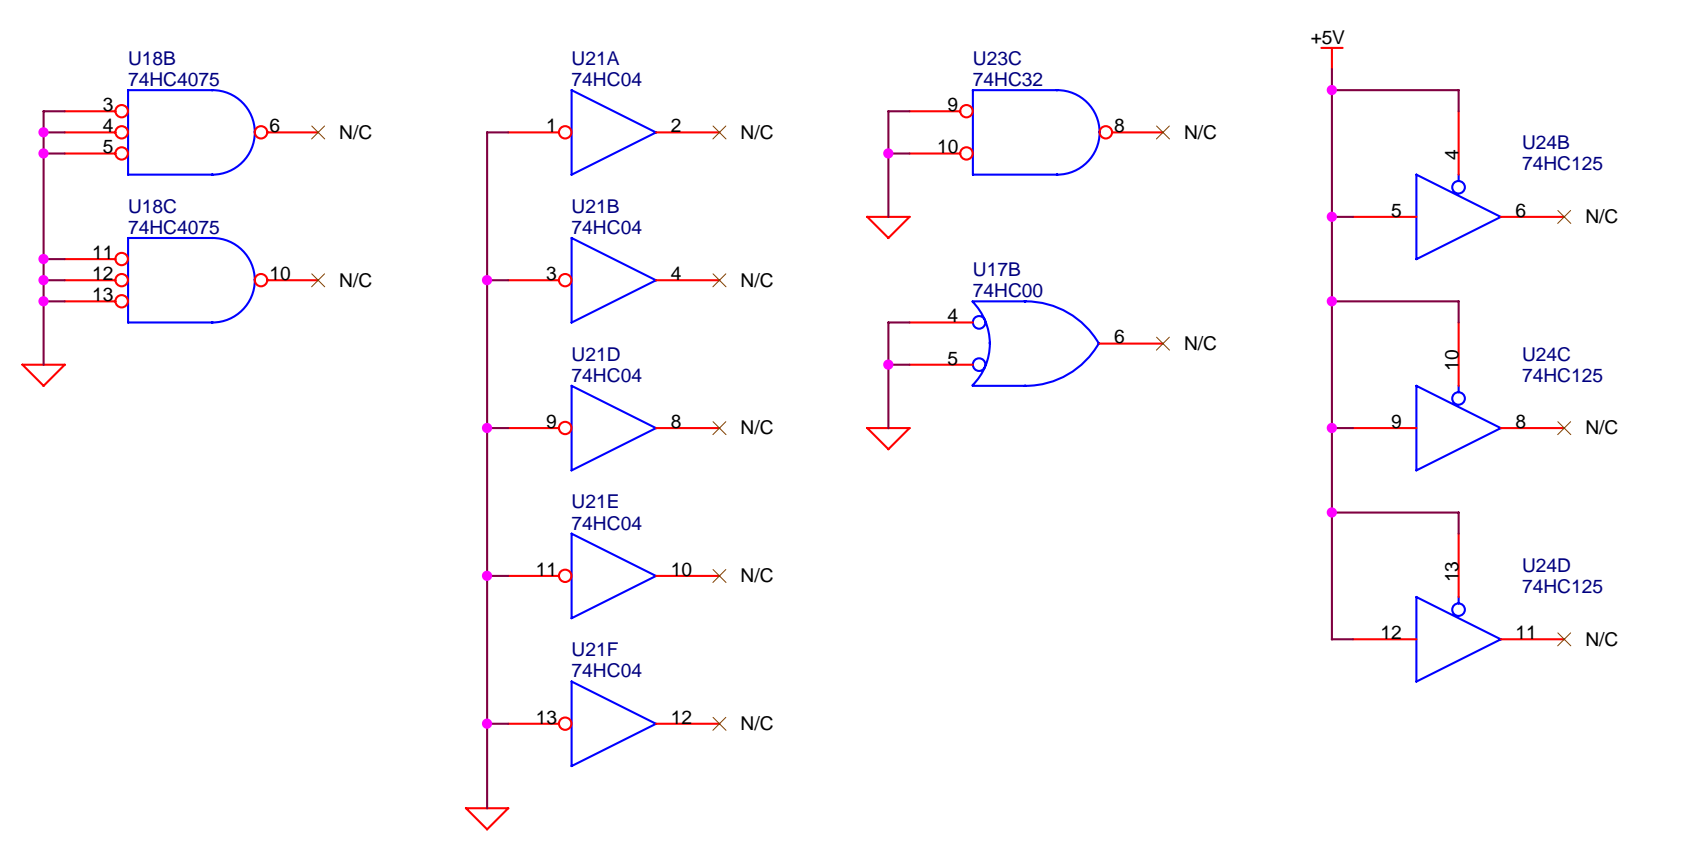 U18B
74HC4075
3
4
5
6
N/C
U18C
74HC4075
11
12
13
10
N/C
U21A
74HC04
1
2
N/C
U21B
74HC04
3
4
N/C
U21D
74HC04
9
8
N/C
U21E
74HC04
11
10
N/C
U21F
74HC04
13
12
N/C
U23C
74HC32
9
10
8
N/C
U17B
74HC00
4
5
6
N/C
+5V
U24B
74HC125
4
5
6
N/C
U24C
74HC125
10
9
8
N/C
U24D
74HC125
13
12
11
N/C